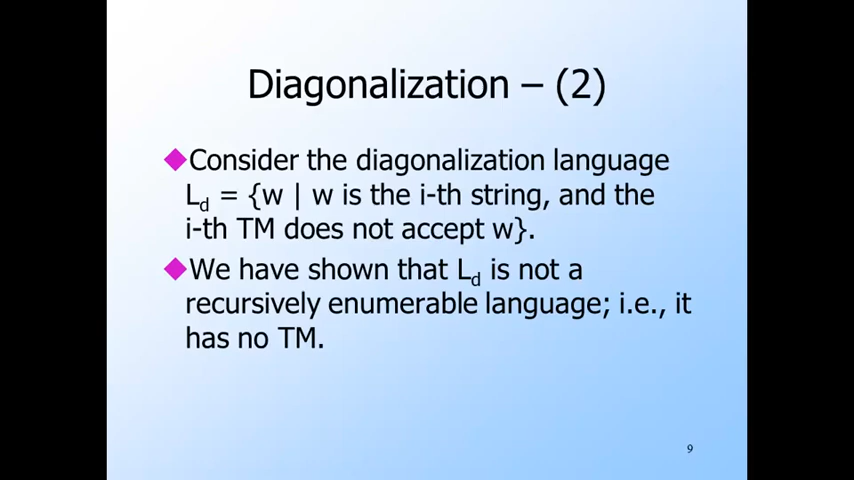 Diagonalization – (2)
◆Consider the diagonalization language
L_d = {w | w is the i-th string, and the
i-th TM does not accept w}.
◆We have shown that L_d is not a
recursively enumerable language; i.e., it
has no TM.
9